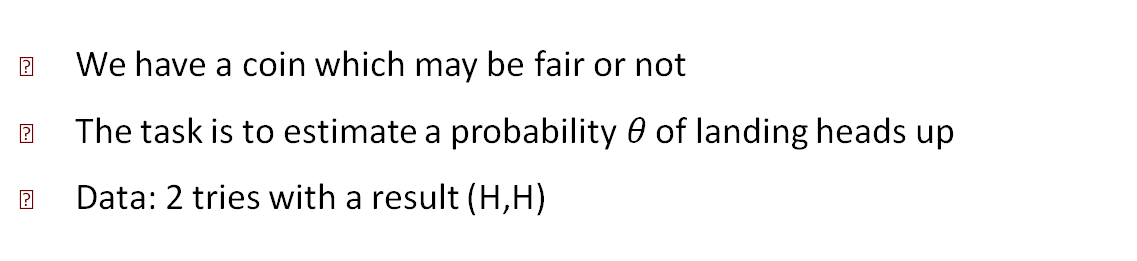 We have a coin which may be fair or not
The task is to estimate a probability θ of landing heads up
Data: 2 tries with a result (H,H)